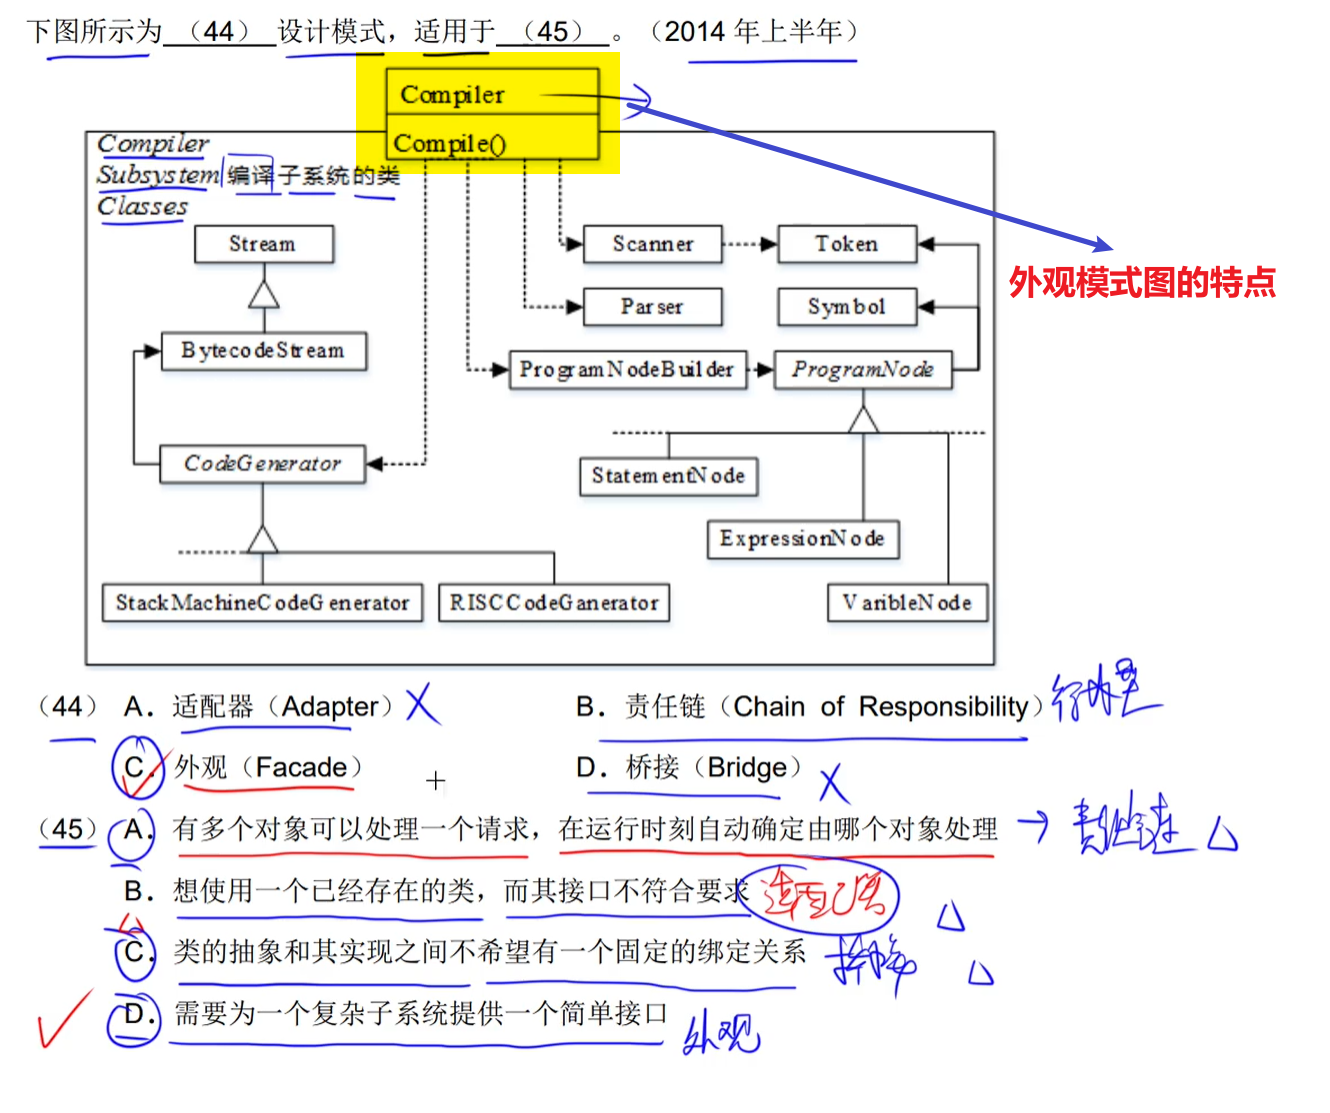 下图所示为 （44） 设计模式，适用于 （45） 。（2014 年上半年）
Compiler
Compile()
Compiler
Subsystem 编译子系统的类
Classes
Stream
Scanner
Token
外观模式图的特点
Parser
Symbol
BytecodeStream
ProgramNodeBuilder
ProgramNode
CodeGenerator
StatementNode
ExpressionNode
StackMachineCodeGenerator
RISCCodeGanerator
VaribleNode
（44） A． 适配器（Adapter）X
B． 责任链（Chain of Responsibility）行为型
C． 外观（Facade）
D． 桥接（Bridge）X
（45） A． 有多个对象可以处理一个请求，在运行时刻自动确定由哪个对象处理
B． 想使用一个已经存在的类，而其接口不符合要求 适配器
C． 类的抽象和其实现之间不希望有一个固定的绑定关系
D． 需要为一个复杂子系统提供一个简单接口 外观